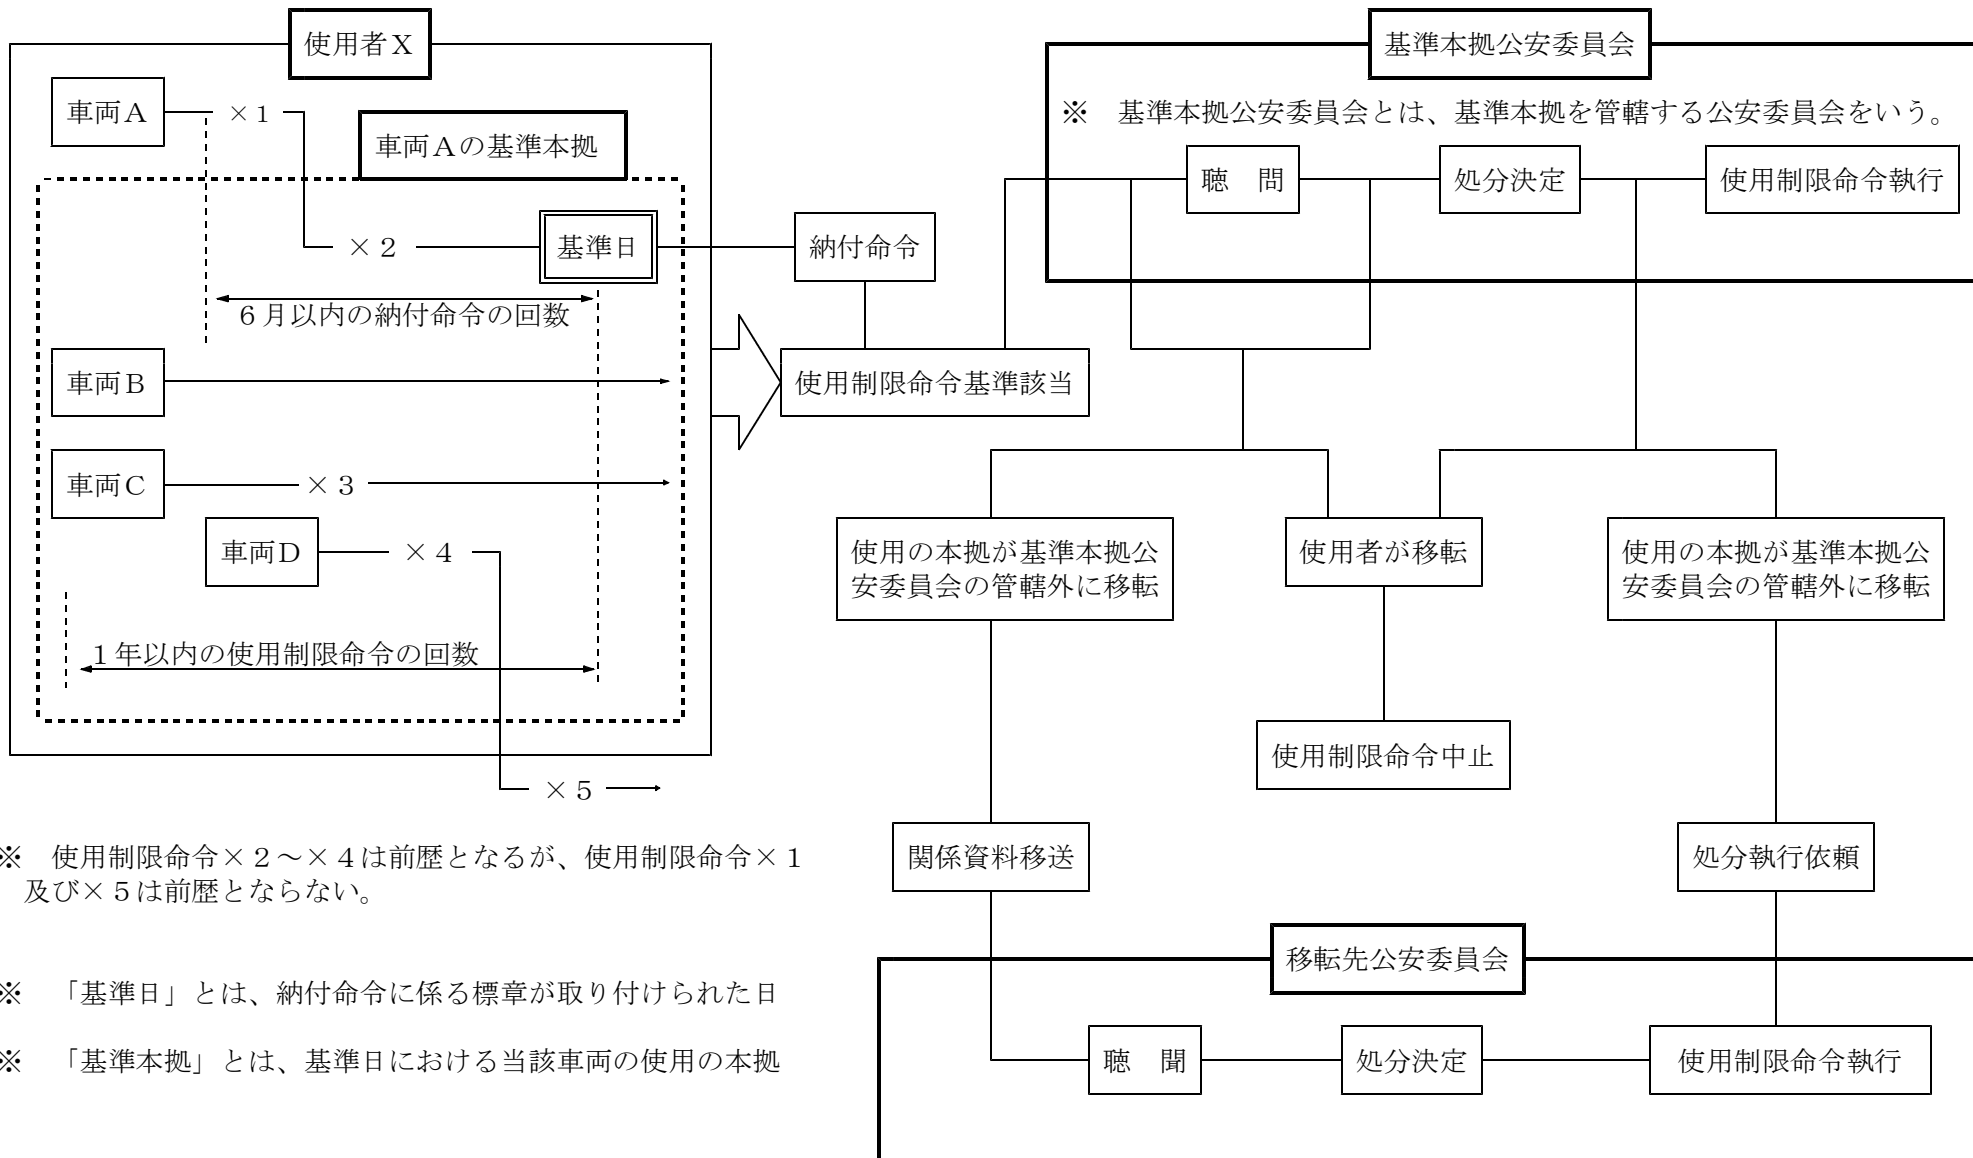 使用者Ｘ
車両Ａ
×１
車両Ａの基準本拠
×２
基準日
６月以内の納付命令の回数
車両Ｂ
車両Ｃ
×３
車両Ｄ
×４
１年以内の使用制限命令の回数
×５
※　使用制限命令×２～×４は前歴となるが、使用制限命令×１
及び×５は前歴とならない。
※　「基準日」とは、納付命令に係る標章が取り付けられた日
※　「基準本拠」とは、基準日における当該車両の使用の本拠
納付命令
使用制限命令基準該当
基準本拠公安委員会
※　基準本拠公安委員会とは、基準本拠を管轄する公安委員会をいう。
聴　問
処分決定
使用制限命令執行
使用の本拠が基準本拠公
安委員会の管轄外に移転
使用者が移転
使用の本拠が基準本拠公
安委員会の管轄外に移転
使用制限命令中止
関係資料移送
処分執行依頼
移転先公安委員会
聴　聞
処分決定
使用制限命令執行